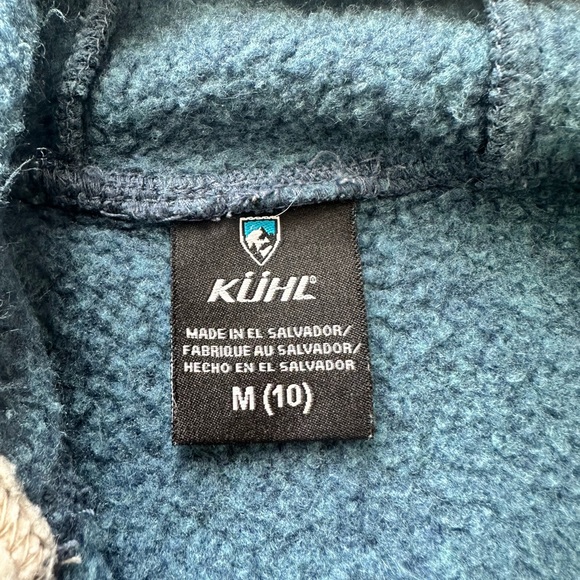 KÜHL®
MADE IN EL SALVADOR/
FABRIQUE AU SALVADOR/
HECHO EN EL SALVADOR
M (10)